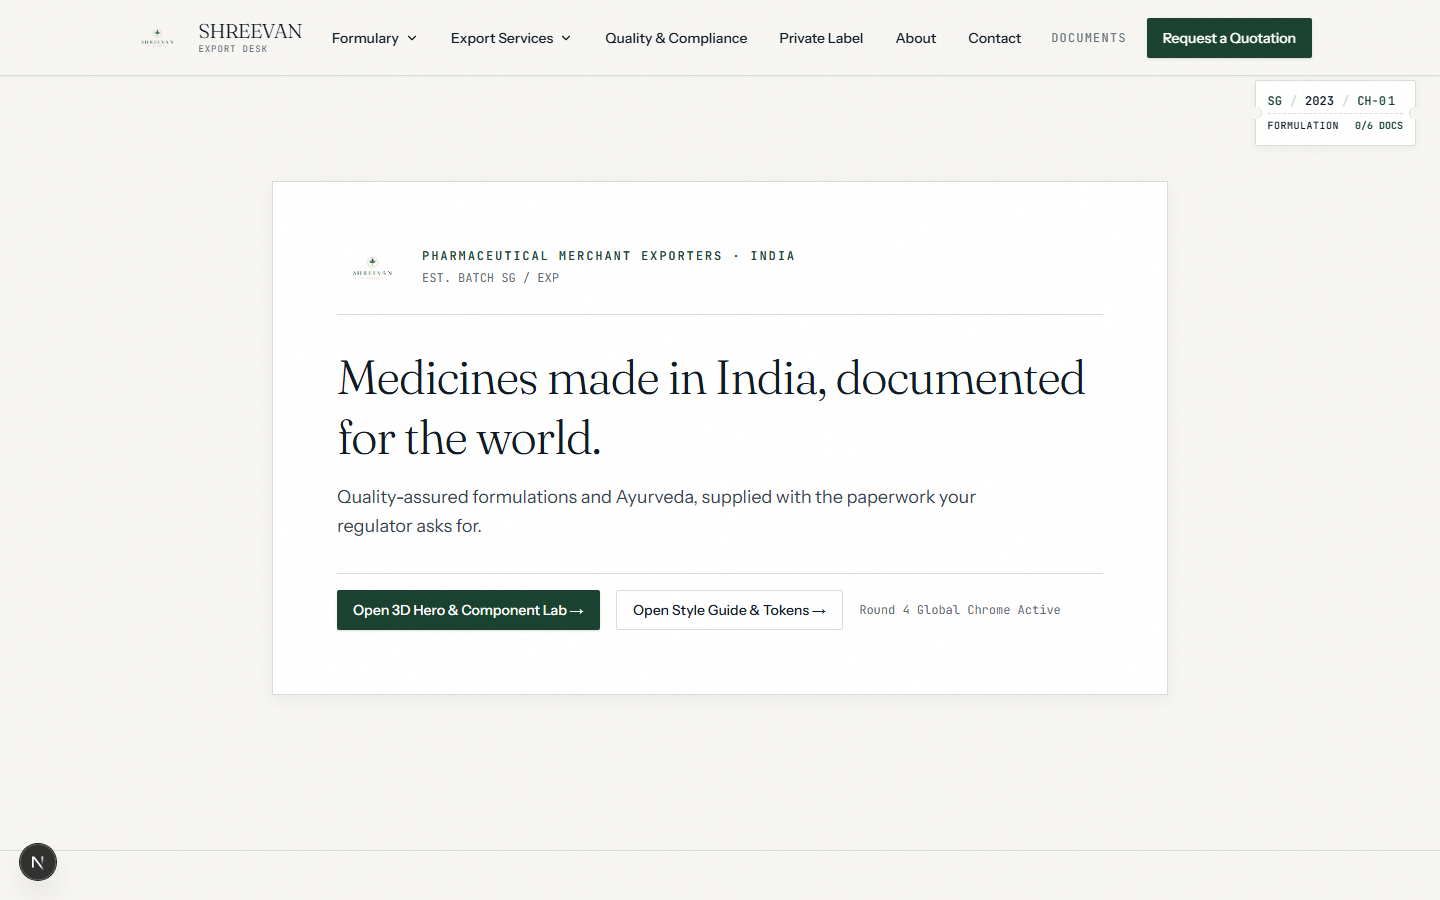 SHREEVAN
SHREEVAN
EXPORT DESK
Formulary
Export Services
Quality & Compliance
Private Label
About
Contact
DOCUMENTS
Request a Quotation
SG / 2023 / CH-01
FORMULATION 0/6 DOCS
SHREEVAN
PHARMACEUTICAL MERCHANT EXPORTERS · INDIA
EST. BATCH SG / EXP
Medicines made in India, documented
for the world.
Quality-assured formulations and Ayurveda, supplied with the paperwork your
regulator asks for.
Open 3D Hero & Component Lab →
Open Style Guide & Tokens →
Round 4 Global Chrome Active
N